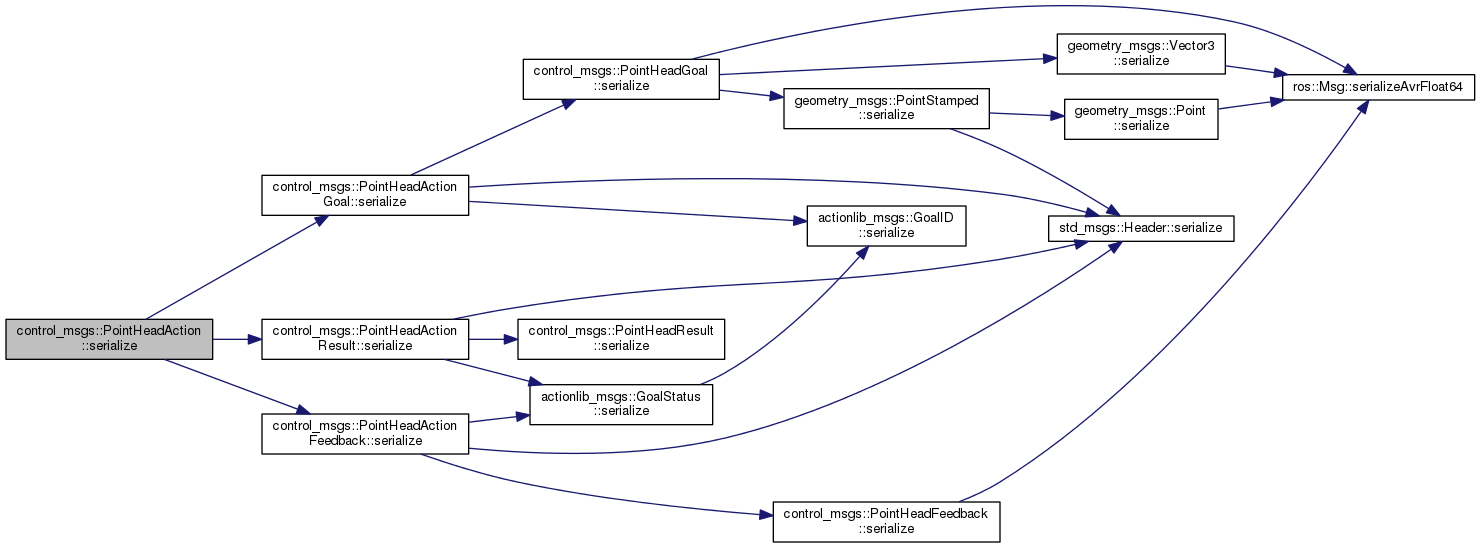 control_msgs::PointHeadAction
::serialize
control_msgs::PointHeadAction
Goal::serialize
control_msgs::PointHeadAction
Result::serialize
control_msgs::PointHeadAction
Feedback::serialize
control_msgs::PointHeadGoal
::serialize
control_msgs::PointHeadResult
::serialize
actionlib_msgs::GoalStatus
::serialize
geometry_msgs::PointStamped
::serialize
actionlib_msgs::GoalID
::serialize
control_msgs::PointHeadFeedback
::serialize
geometry_msgs::Vector3
::serialize
geometry_msgs::Point
::serialize
std_msgs::Header::serialize
ros::Msg::serializeAvrFloat64